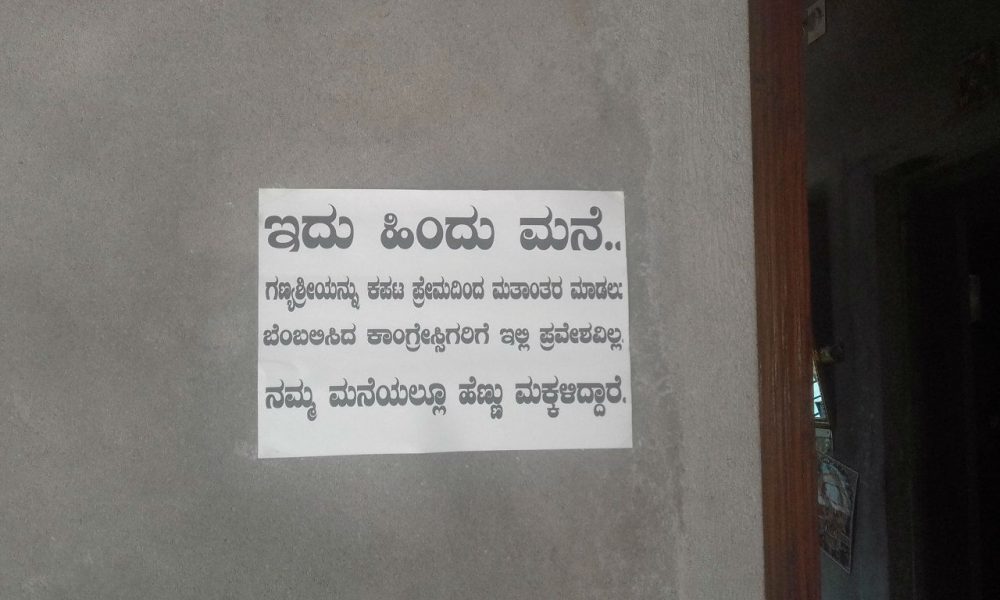 ಇದು ಹಿಂದು ಮನೆ..
ಗಣ್ಯಶ್ರೀಯನ್ನು ಕಪಟ ಪ್ರೇಮದಿಂದ ಮತಾಂತರ ಮಾಡಲು
ಬೆಂಬಲಿಸಿದ ಕಾಂಗ್ರೇಸ್ಸಿಗರಿಗೆ ಇಲ್ಲಿ ಪ್ರವೇಶವಿಲ್ಲ.
ನಮ್ಮ ಮನೆಯಲ್ಲೂ ಹೆಣ್ಣು ಮಕ್ಕಳಿದ್ದಾರೆ.